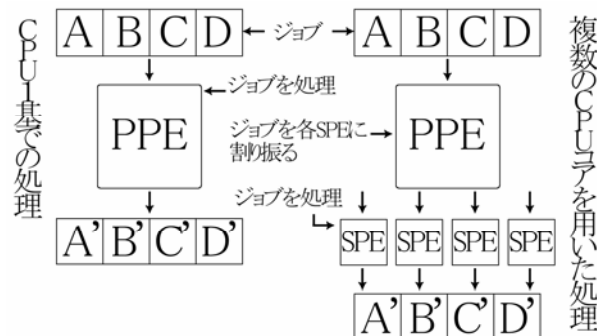 CPU1基での処理
A B C D
ジョブ
A B C D
ジョブを処理
PPE
ジョブを各SPEに
割り振る
PPE
ジョブを処理
A' B' C' D'
SPE SPE SPE SPE
A' B' C' D'
複数のCPUコアを用いた処理